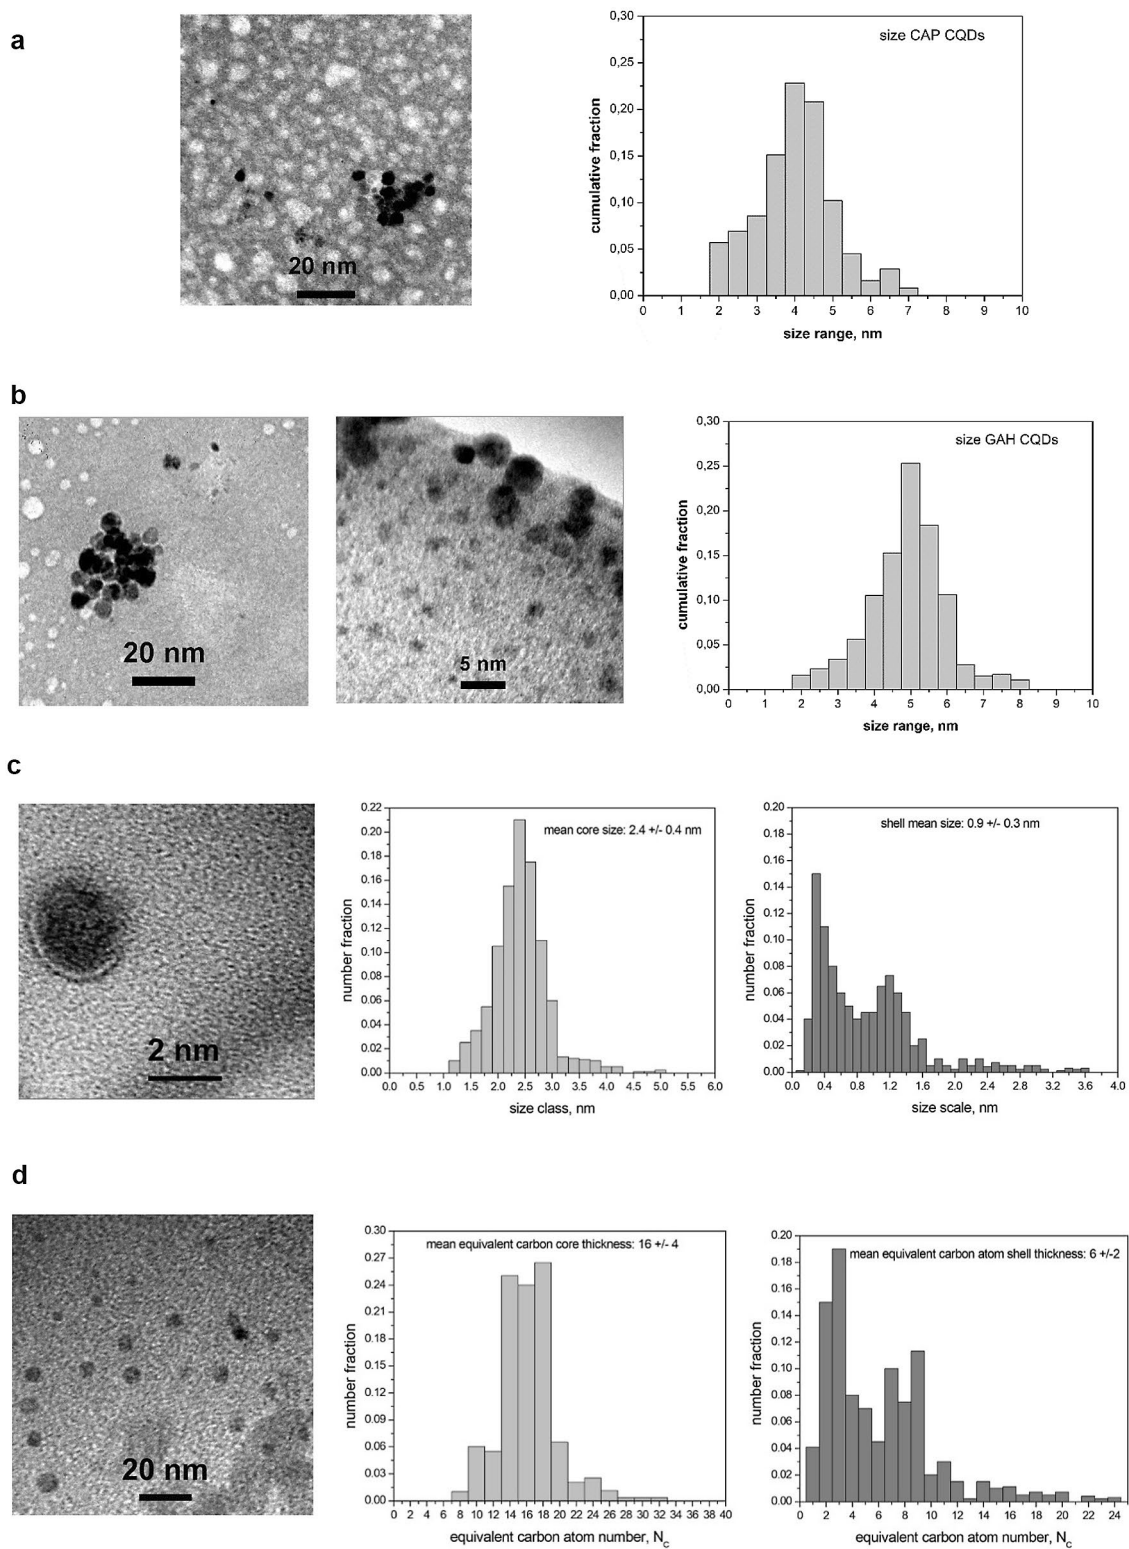 a
20 nm
size CAP CQDs
cumulative fraction
0,30
0,25
0,20
0,15
0,10
0,05
0,00
0 1 2 3 4 5 6 7 8 9 10
size range, nm
b
20 nm
5 nm
size GAH CQDs
cumulative fraction
0,30
0,25
0,20
0,15
0,10
0,05
0,00
0 1 2 3 4 5 6 7 8 9 10
size range, nm
c
2 nm
mean core size: 2.4 +/- 0.4 nm
number fraction
0.22
0.20
0.18
0.16
0.14
0.12
0.10
0.08
0.06
0.04
0.02
0.00
0.0 0.5 1.0 1.5 2.0 2.5 3.0 3.5 4.0 4.5 5.0 5.5 6.0
size class, nm
shell mean size: 0.9 +/- 0.3 nm
number fraction
0.20
0.18
0.16
0.14
0.12
0.10
0.08
0.06
0.04
0.02
0.00
0.0 0.4 0.8 1.2 1.6 2.0 2.4 2.8 3.2 3.6 4.0
size scale, nm
d
20 nm
mean equivalent carbon core thickness: 16 +/- 4
number fraction
0.30
0.27
0.24
0.21
0.18
0.15
0.12
0.09
0.06
0.03
0.00
0 2 4 6 8 10 12 14 16 18 20 22 24 26 28 30 32 34 36 38 40
equivalent carbon atom number, Nc
mean equivalent carbon atom shell thickness: 6 +/-2
number fraction
0.20
0.18
0.16
0.14
0.12
0.10
0.08
0.06
0.04
0.02
0.00
2 4 6 8 10 12 14 16 18 20 22 24
equivalent carbon atom number, Nc